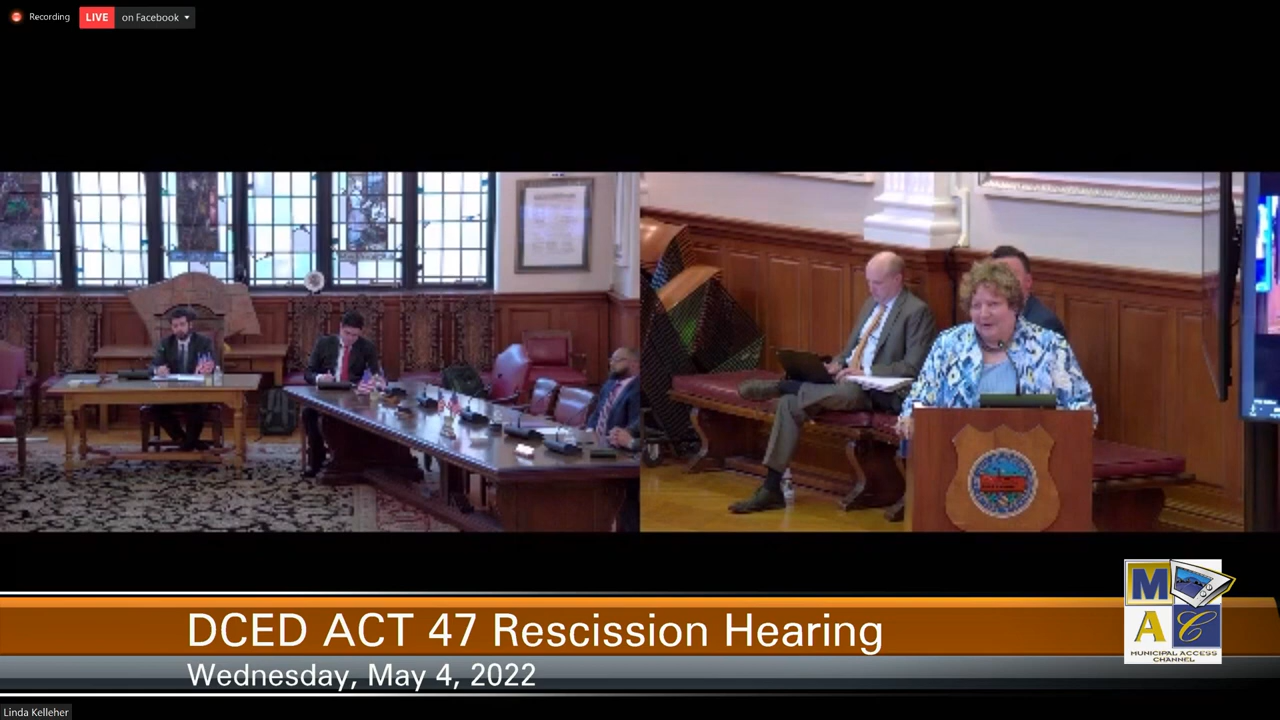 Recording
LIVE on Facebook
DCED ACT 47 Rescission Hearing
Wednesday, May 4, 2022
M
A C
MUNICIPAL ACCESS
CHANNEL
Linda Kelleher